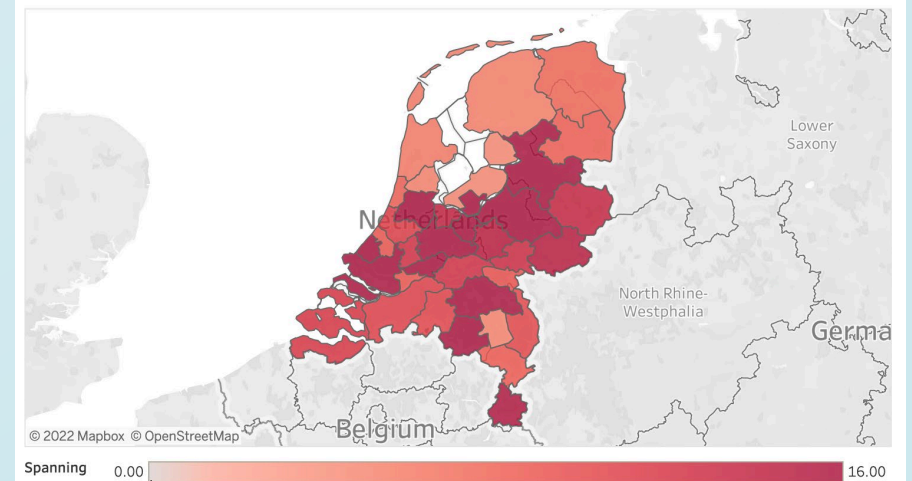 Lower
Saxony
Netherlands
North Rhine-
Westphalia
Germa
Belgium
© 2022 Mapbox © OpenStreetMap
Spanning 0.00 16.00